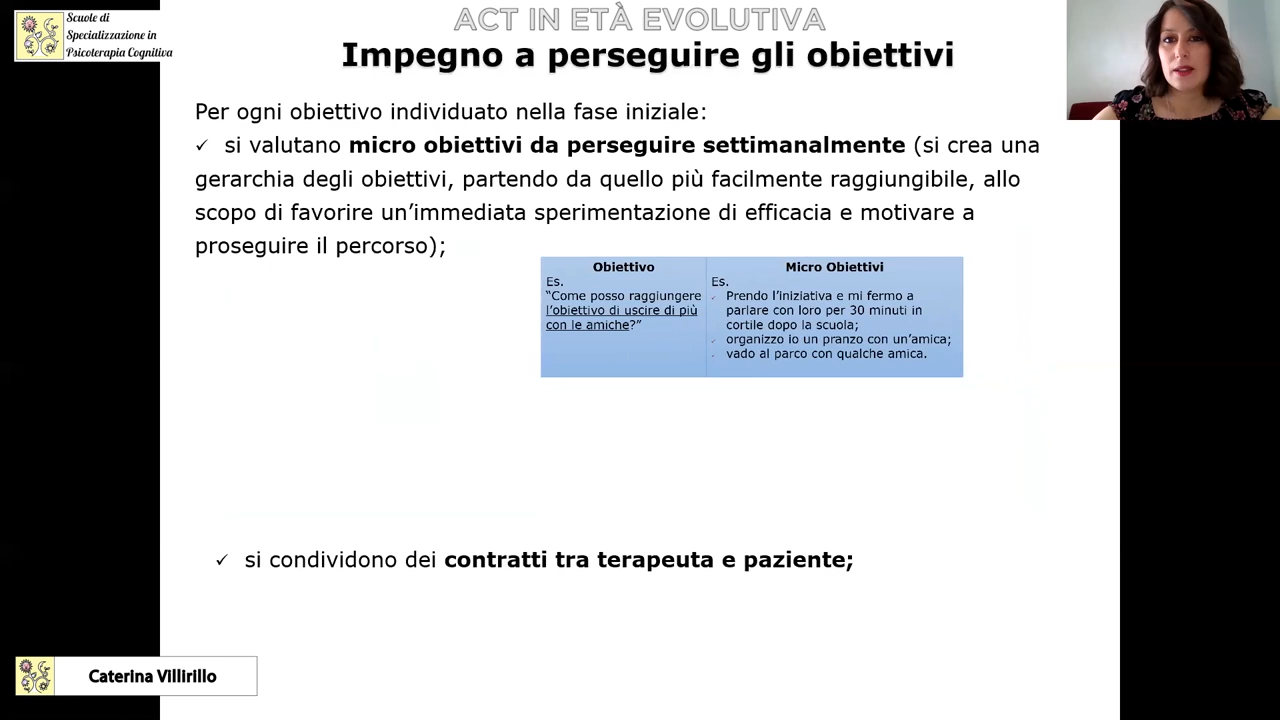 Scuole di
Specializzazione in
Psicoterapia Cognitiva
ACT IN ETÀ EVOLUTIVA
Impegno a perseguire gli obiettivi
Per ogni obiettivo individuato nella fase iniziale:
✓ si valutano micro obiettivi da perseguire settimanalmente (si crea una
gerarchia degli obiettivi, partendo da quello più facilmente raggiungibile, allo
scopo di favorire un’immediata sperimentazione di efficacia e motivare a
proseguire il percorso);
Obiettivo
Es.
“Come posso raggiungere
l’obiettivo di uscire di più
con le amiche?”
Micro Obiettivi
Es.
✓ Prendo l’iniziativa e mi fermo a
parlare con loro per 30 minuti in
cortile dopo la scuola;
✓ organizzo io un pranzo con un’amica;
✓ vado al parco con qualche amica.
✓ si condividono dei contratti tra terapeuta e paziente;
Caterina Villirillo